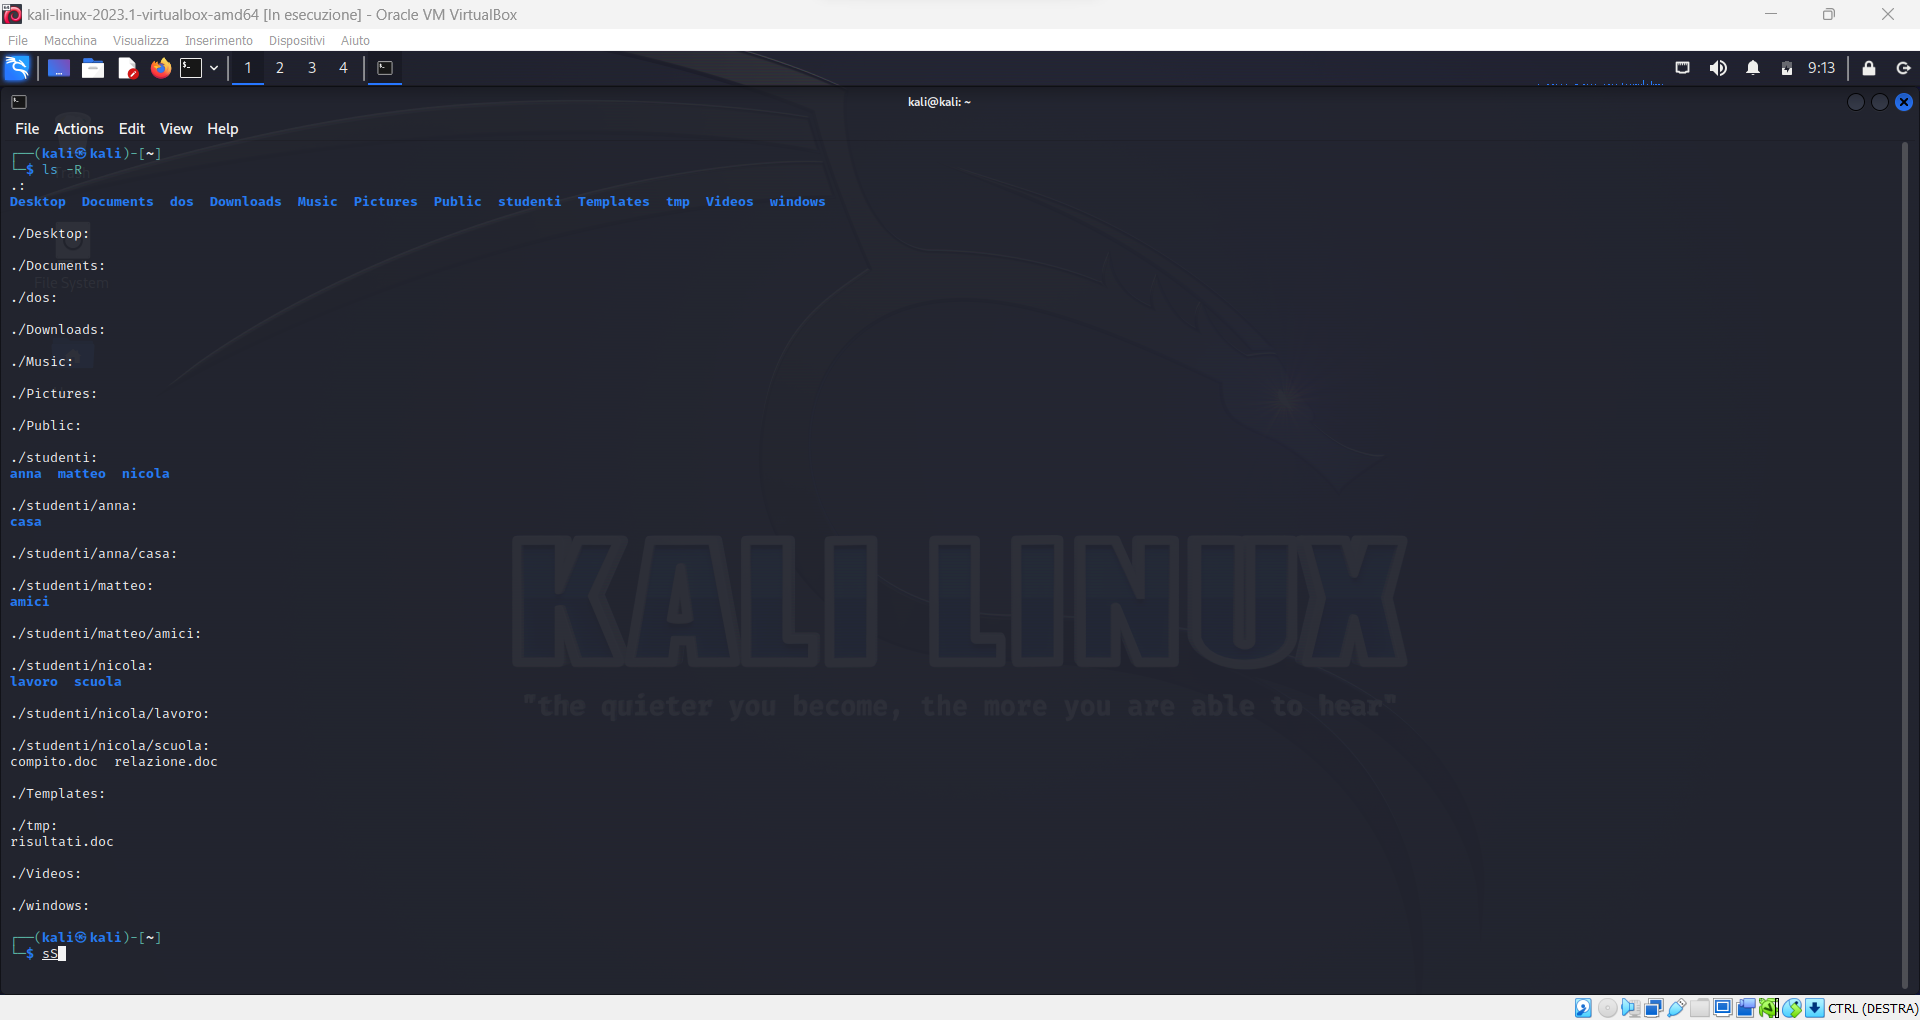 kali-linux-2023.1-virtualbox-amd64 [In esecuzione] - Oracle VM VirtualBox
File Macchina Visualizza Inserimento Dispositivi Aiuto
1 2 3 4 9:13
kali@kali: ~
File Actions Edit View Help
┌──(kali㉿kali)-[~]
└─$ ls -R
.:
Desktop Documents dos Downloads Music Pictures Public studenti Templates tmp Videos windows
./Desktop:
./Documents:
File System
./dos:
./Downloads:
./Music:
./Pictures:
./Public:
./studenti:
anna matteo nicola
./studenti/anna:
casa
./studenti/anna/casa:
./studenti/matteo:
amici
./studenti/matteo/amici:
./studenti/nicola:
lavoro scuola
./studenti/nicola/lavoro:
./studenti/nicola/scuola:
compito.doc relazione.doc
./Templates:
./tmp:
risultati.doc
./Videos:
./windows:
┌──(kali㉿kali)-[~]
└─$ sS
KALI LINUX
"the quieter you become, the more you are able to hear"
CTRL (DESTRA)